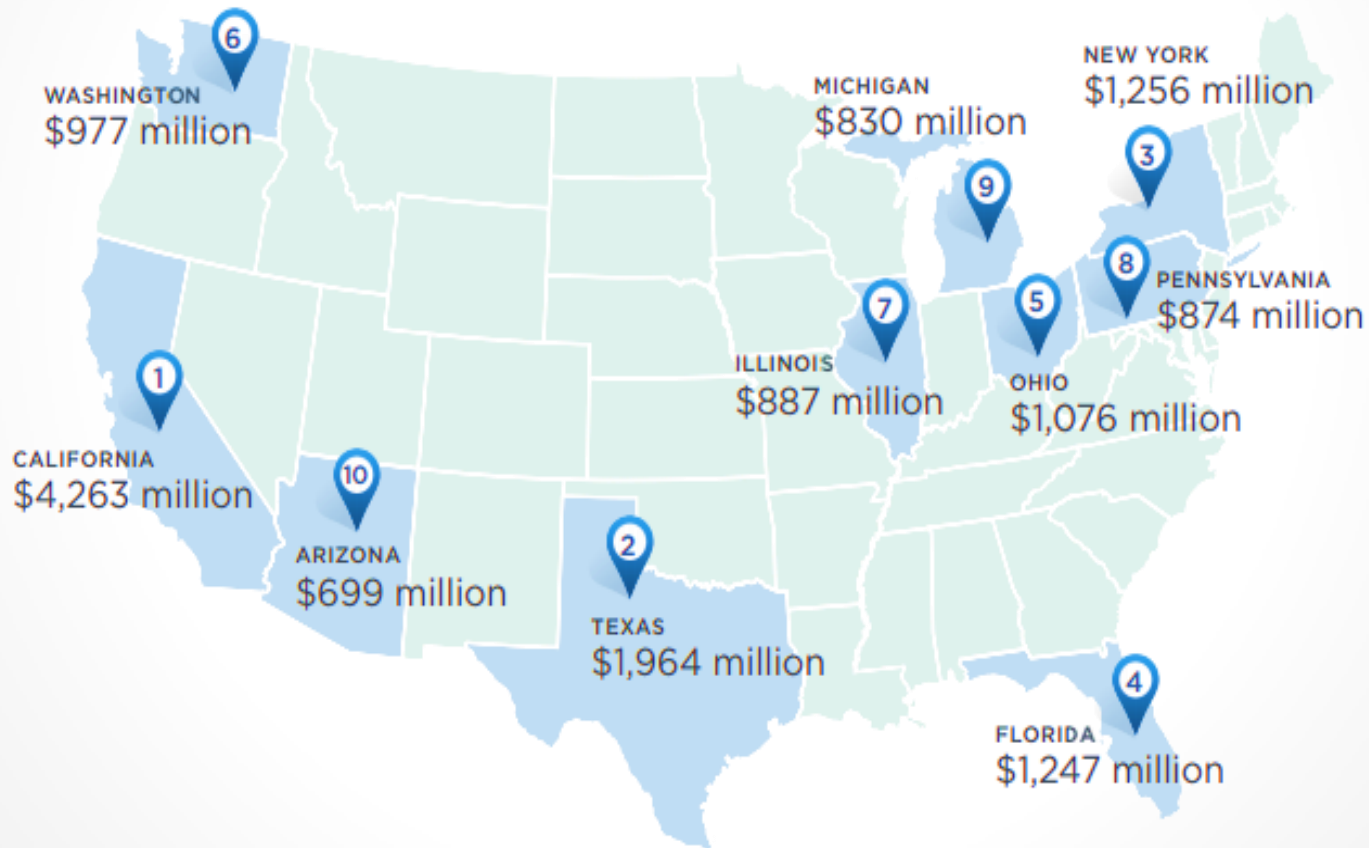 6
WASHINGTON
$977 million
MICHIGAN
$830 million
9
NEW YORK
$1,256 million
3
8
PENNSYLVANIA
$874 million
7
ILLINOIS
$887 million
5
OHIO
$1,076 million
1
CALIFORNIA
$4,263 million
10
ARIZONA
$699 million
2
TEXAS
$1,964 million
4
FLORIDA
$1,247 million